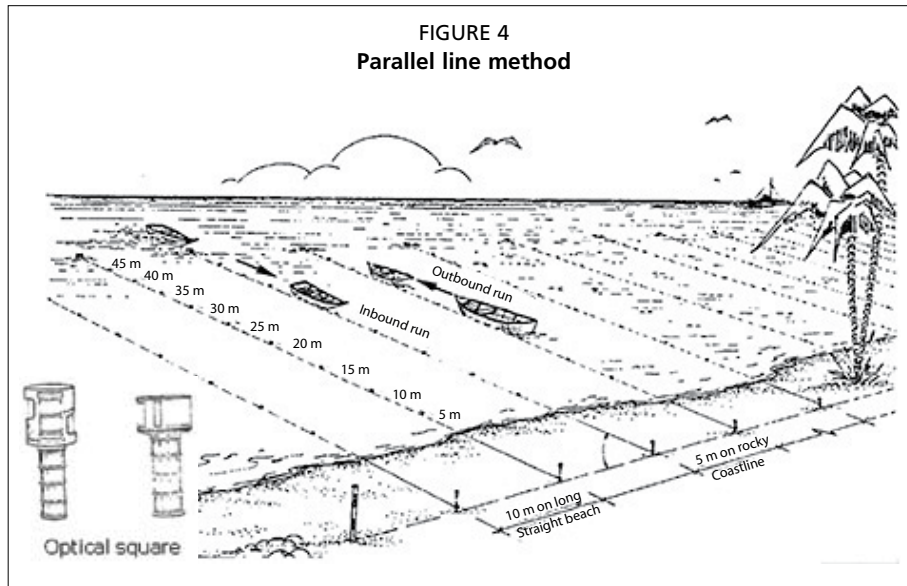 FIGURE 4
Parallel line method
45 m
40 m
35 m
30 m
25 m
20 m
15 m
10 m
5 m
Outbound run
Inbound run
5 m on rocky
Coastline
10 m on long
Straight beach
Optical square